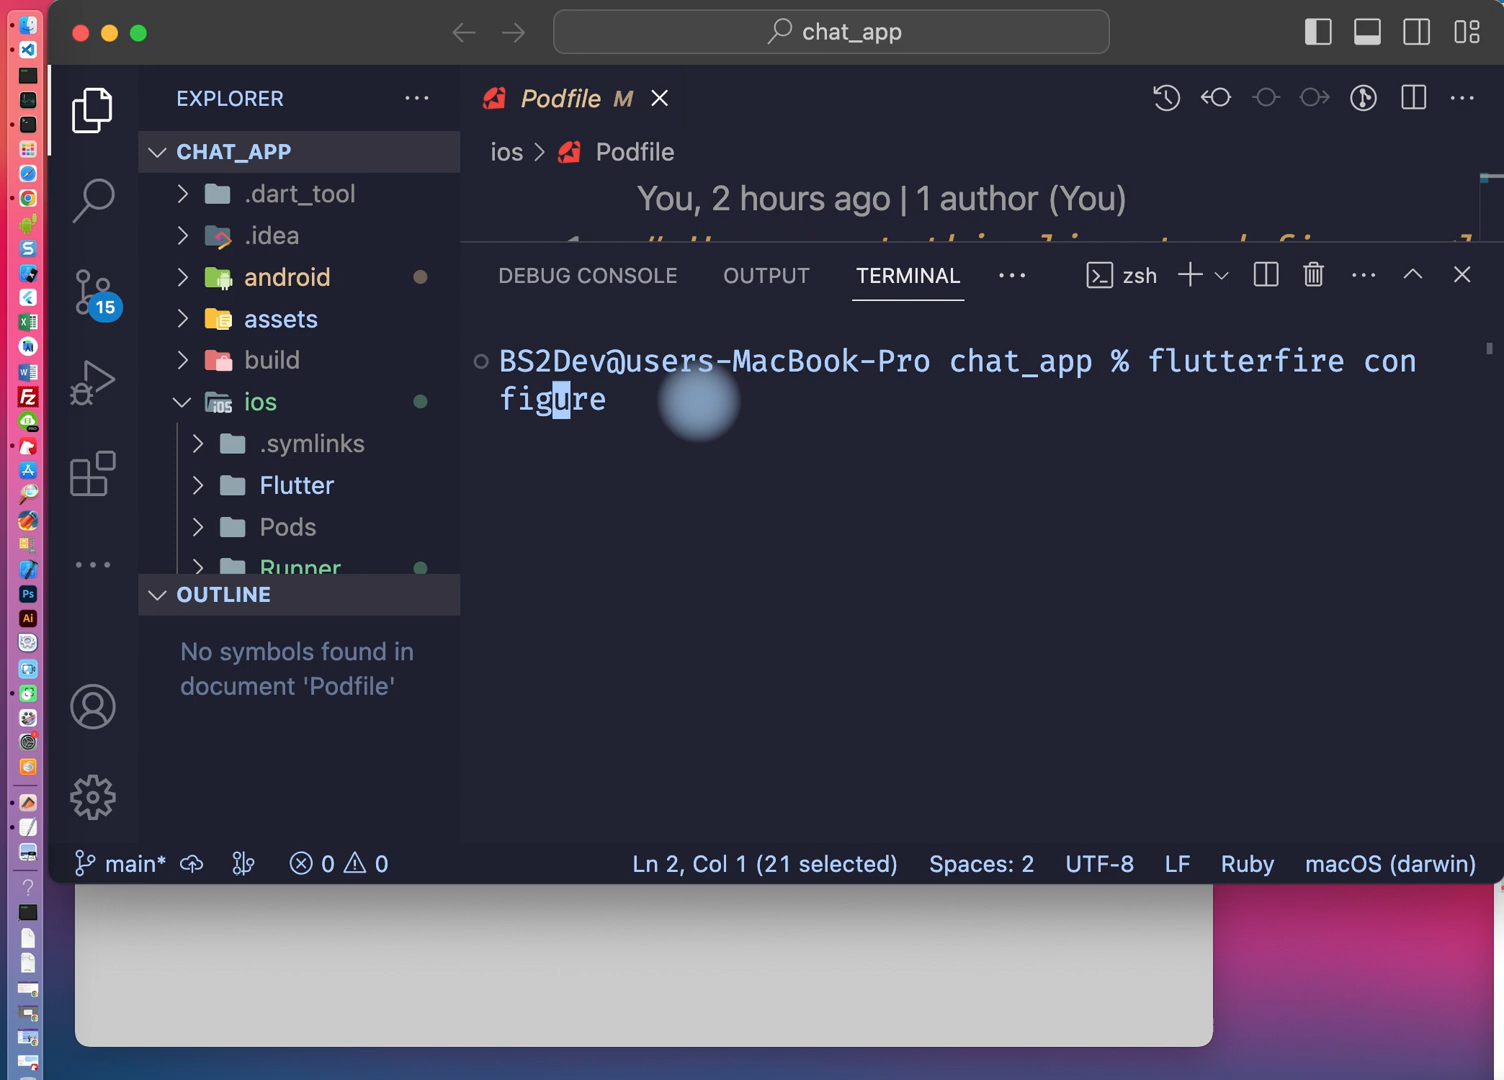 chat_app
EXPLORER
Podfile M
CHAT_APP
ios > Podfile
.dart_tool
You, 2 hours ago | 1 author (You)
.idea
android
DEBUG CONSOLE
OUTPUT
TERMINAL
zsh
15
assets
build
BS2Dev@users-MacBook-Pro chat_app % flutterfire con
figure
ios
.symlinks
Flutter
Pods
Runner
OUTLINE
No symbols found in
document 'Podfile'
main*
0
0
Ln 2, Col 1 (21 selected)
Spaces: 2
UTF-8
LF
Ruby
macOS (darwin)